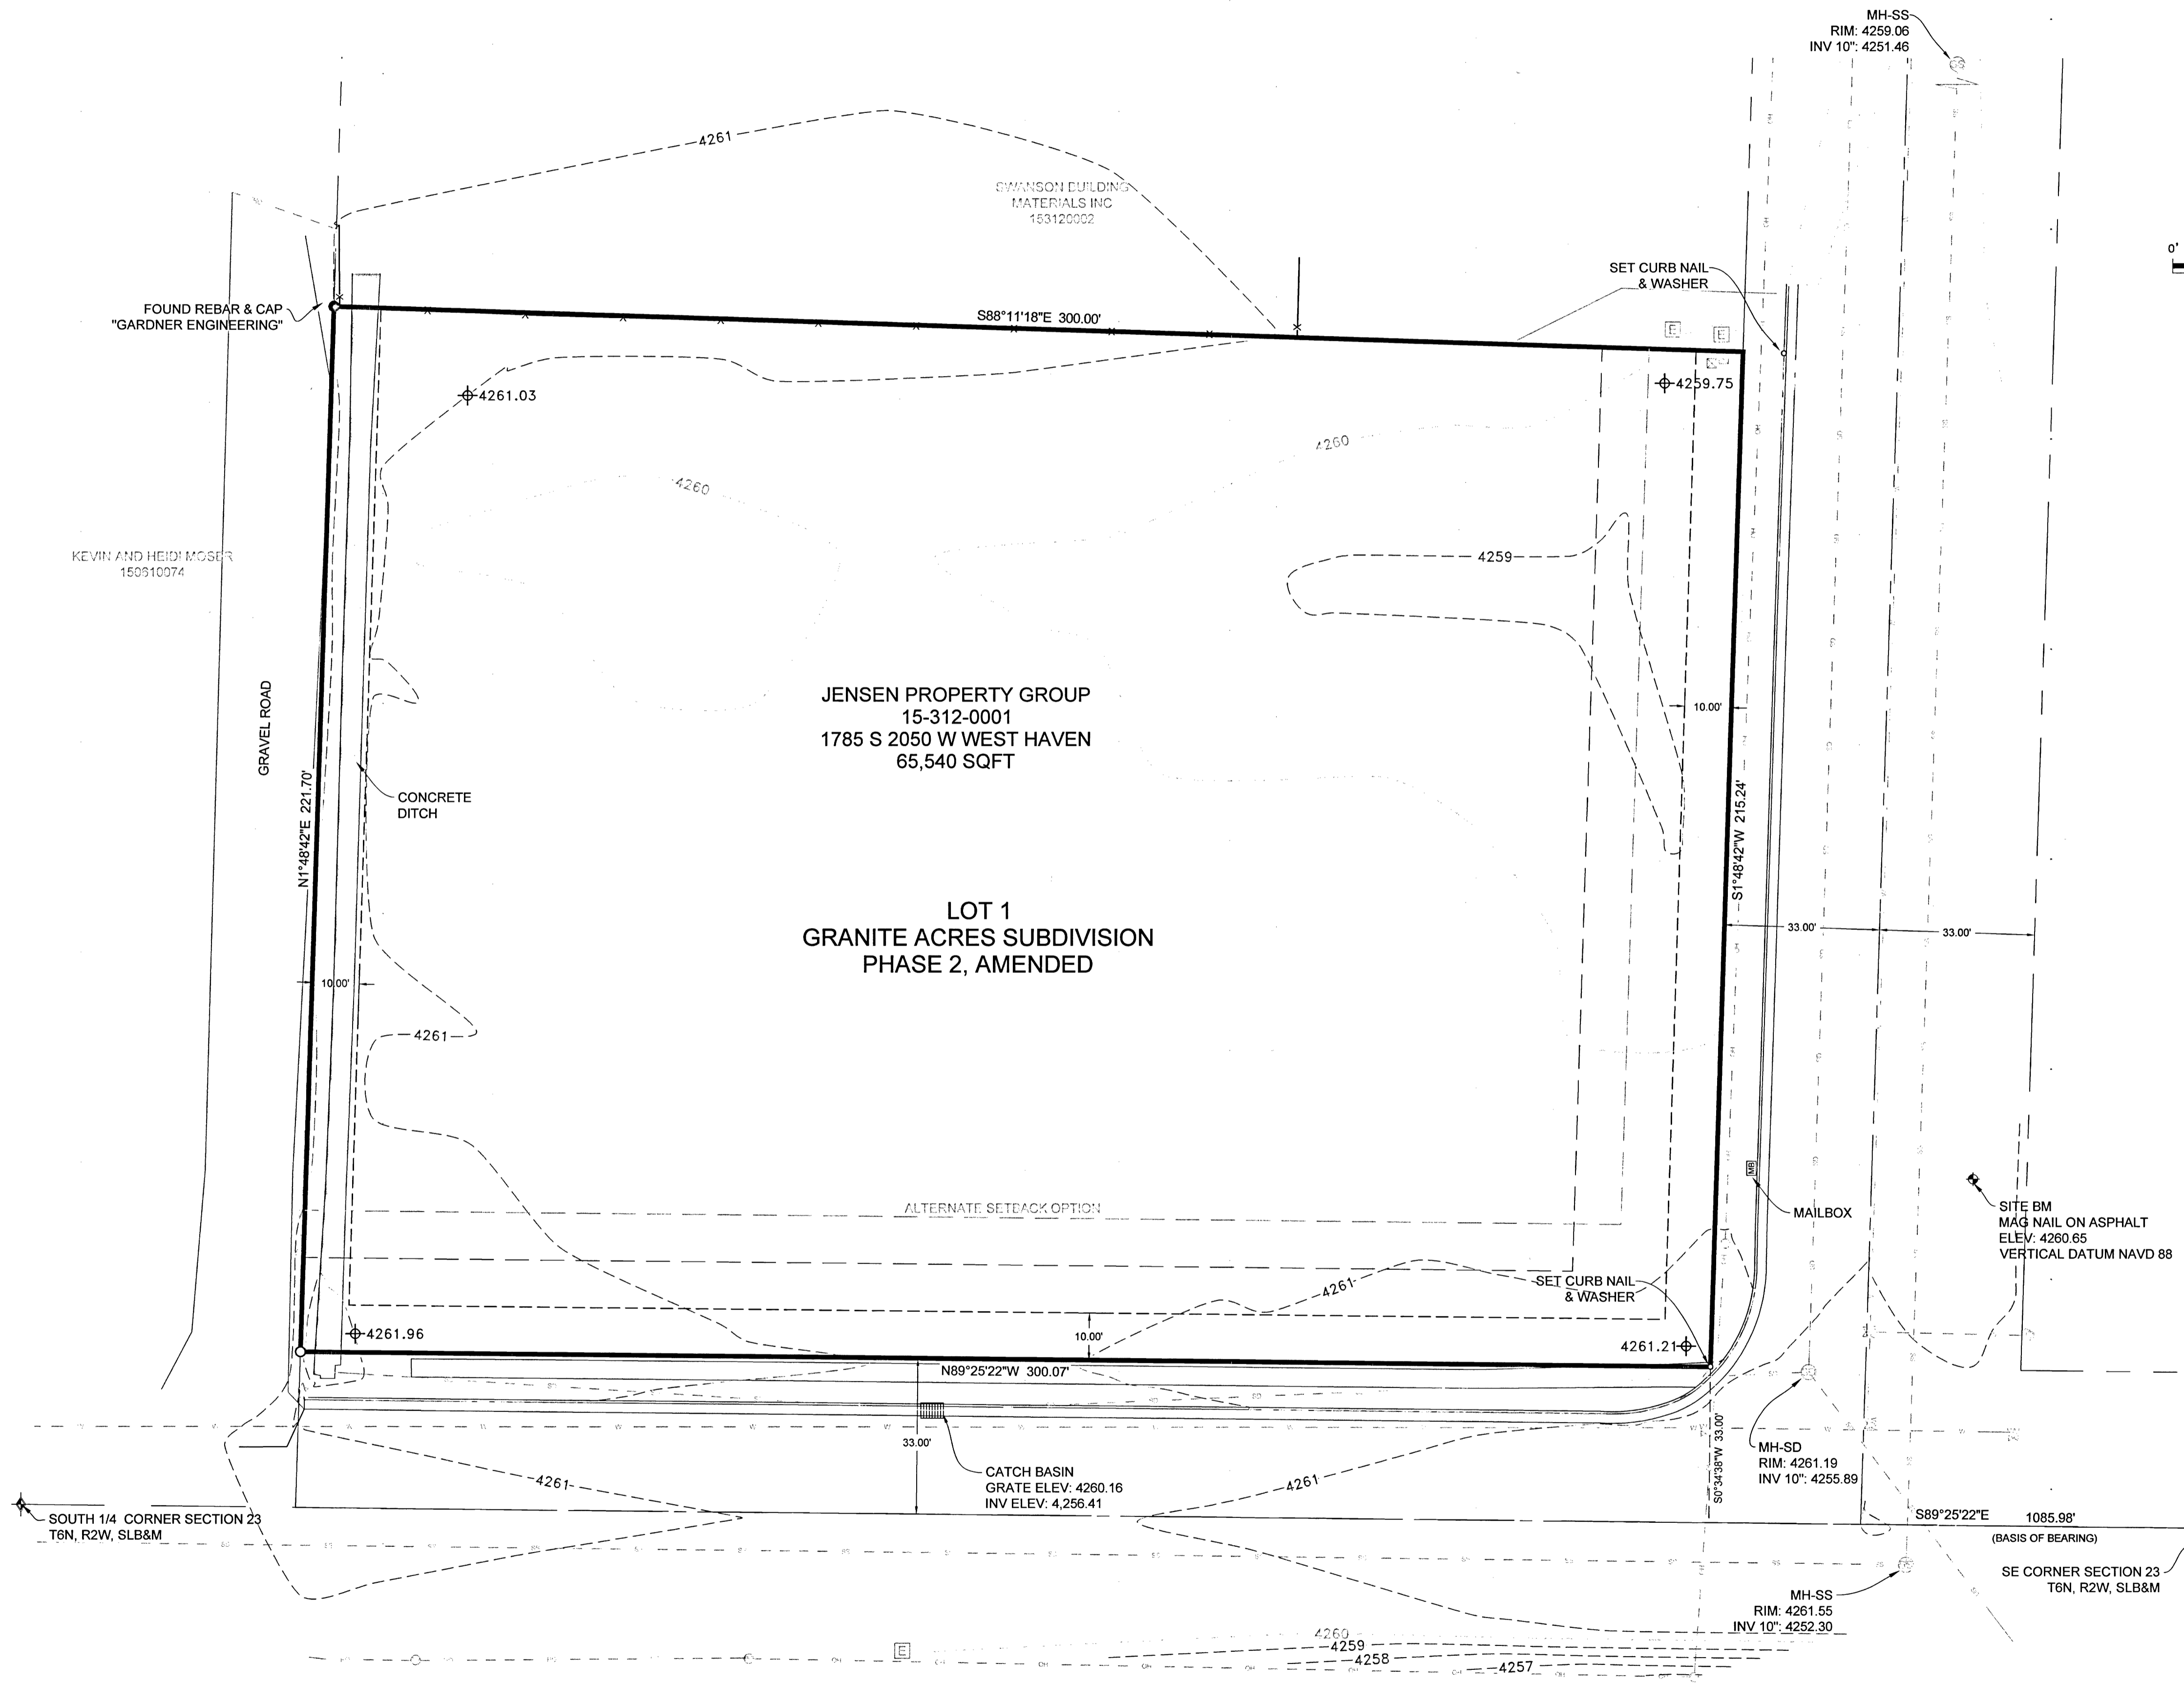 MH-SS
RIM: 4259.06
INV 10": 4251.46
4261
SWANSON BUILDING
MATERIALS INC
153120002
0'
SET CURB NAIL
& WASHER
FOUND REBAR & CAP
"GARDNER ENGINEERING"
S88°11'18"E 300.00'
E
E
4261.03
4259.75
4260
4260
4259
KEVIN AND HEIDI MOSER
150610074
GRAVEL ROAD
N1°48'42"E 221.70'
CONCRETE
DITCH
JENSEN PROPERTY GROUP
15-312-0001
1785 S 2050 W WEST HAVEN
65,540 SQFT
10.00'
S1°48'42"W 215.24'
LOT 1
GRANITE ACRES SUBDIVISION
PHASE 2, AMENDED
33.00'
33.00'
10.00'
4261
MB
MAILBOX
ALTERNATE SETBACK OPTION
SITE BM
MAG NAIL ON ASPHALT
ELEV: 4260.65
VERTICAL DATUM NAVD 88
SET CURB NAIL
& WASHER
4261
4261.96
10.00'
4261.21
N89°25'22"W 300.07'
33.00'
S0°34'38"W 33.00'
CATCH BASIN
GRATE ELEV: 4260.16
INV ELEV: 4,256.41
4261
4261
MH-SD
RIM: 4261.19
INV 10": 4255.89
SOUTH 1/4 CORNER SECTION 23
T6N, R2W, SLB&M
S89°25'22"E 1085.98'
(BASIS OF BEARING)
SE CORNER SECTION 23
T6N, R2W, SLB&M
MH-SS
RIM: 4261.55
INV 10": 4252.30
E
4260
4259
4258
4257